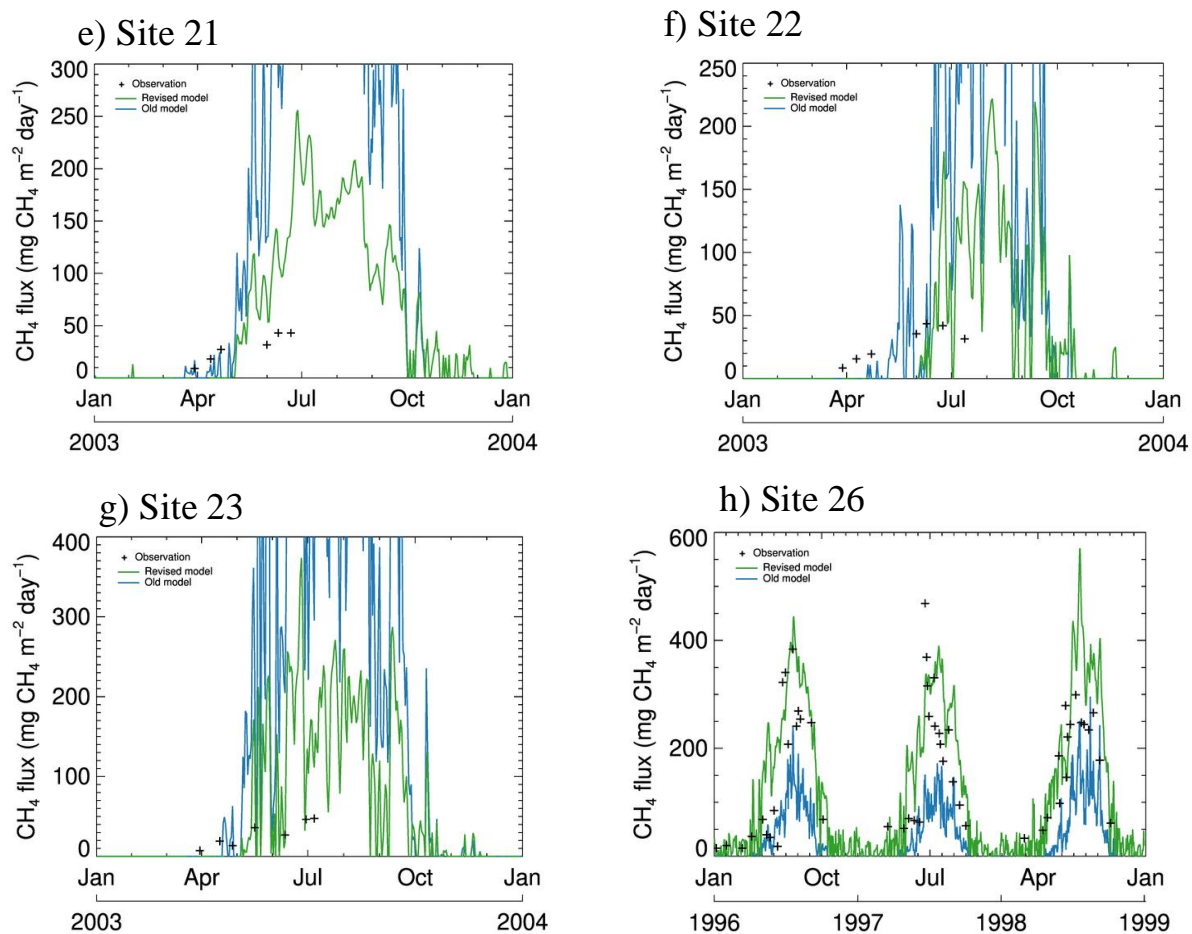 e) Site 21
CH₄ flux (mg CH₄ m⁻² day⁻¹)
300
250
200
150
100
50
0
+ Observation
Revised model
Old model
Jan Apr Jul Oct Jan
2003 2004
f) Site 22
CH₄ flux (mg CH₄ m⁻² day⁻¹)
250
200
150
100
50
0
+ Observation
Revised model
Old model
Jan Apr Jul Oct Jan
2003 2004
g) Site 23
CH₄ flux (mg CH₄ m⁻² day⁻¹)
400
300
200
100
0
+ Observation
Revised model
Old model
Jan Apr Jul Oct Jan
2003 2004
h) Site 26
CH₄ flux (mg CH₄ m⁻² day⁻¹)
600
400
200
0
+ Observation
Revised model
Old model
Jan Oct Jul Apr Jan
1996 1997 1998 1999